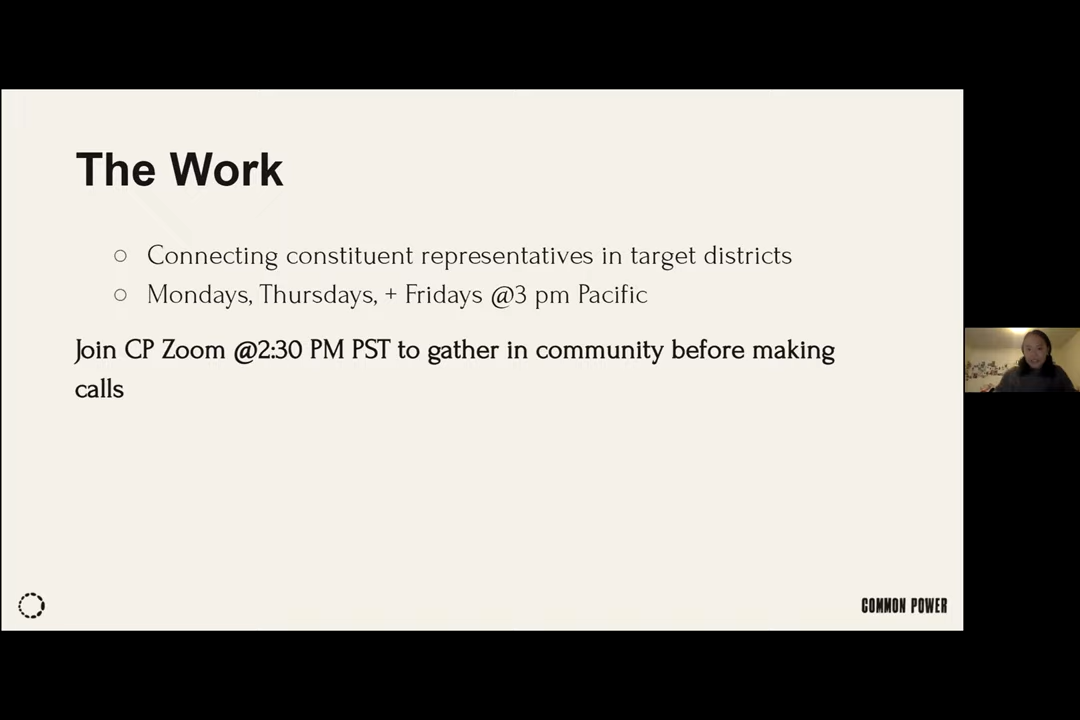 The Work
○ Connecting constituent representatives in target districts
○ Mondays, Thursdays, + Fridays @3 pm Pacific
Join CP Zoom @2:30 PM PST to gather in community before making
calls
COMMON POWER